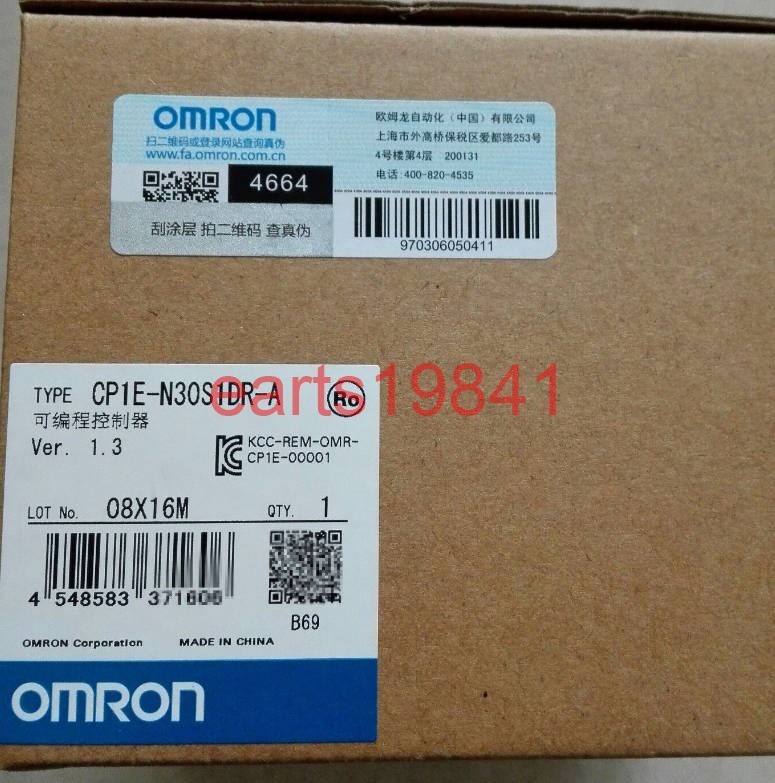 OMRON
扫二维码或登录网站查询真伪
www.fa.omron.com.cn
4664
刮涂层 拍二维码 查真伪
欧姆龙自动化（中国）有限公司
上海市外高桥保税区爱都路253号
4号楼第4层 200131
电话:400-820-4535
970306050411
earts19841
TYPE CP1E-N30S1DR-A
Ro
可编程控制器
Ver. 1.3
KCC-REM-OMR-
CP1E-00001
LOT No. 08X16M QTY. 1
4 548583 371606
B69
OMRON Corporation MADE IN CHINA
OMRON